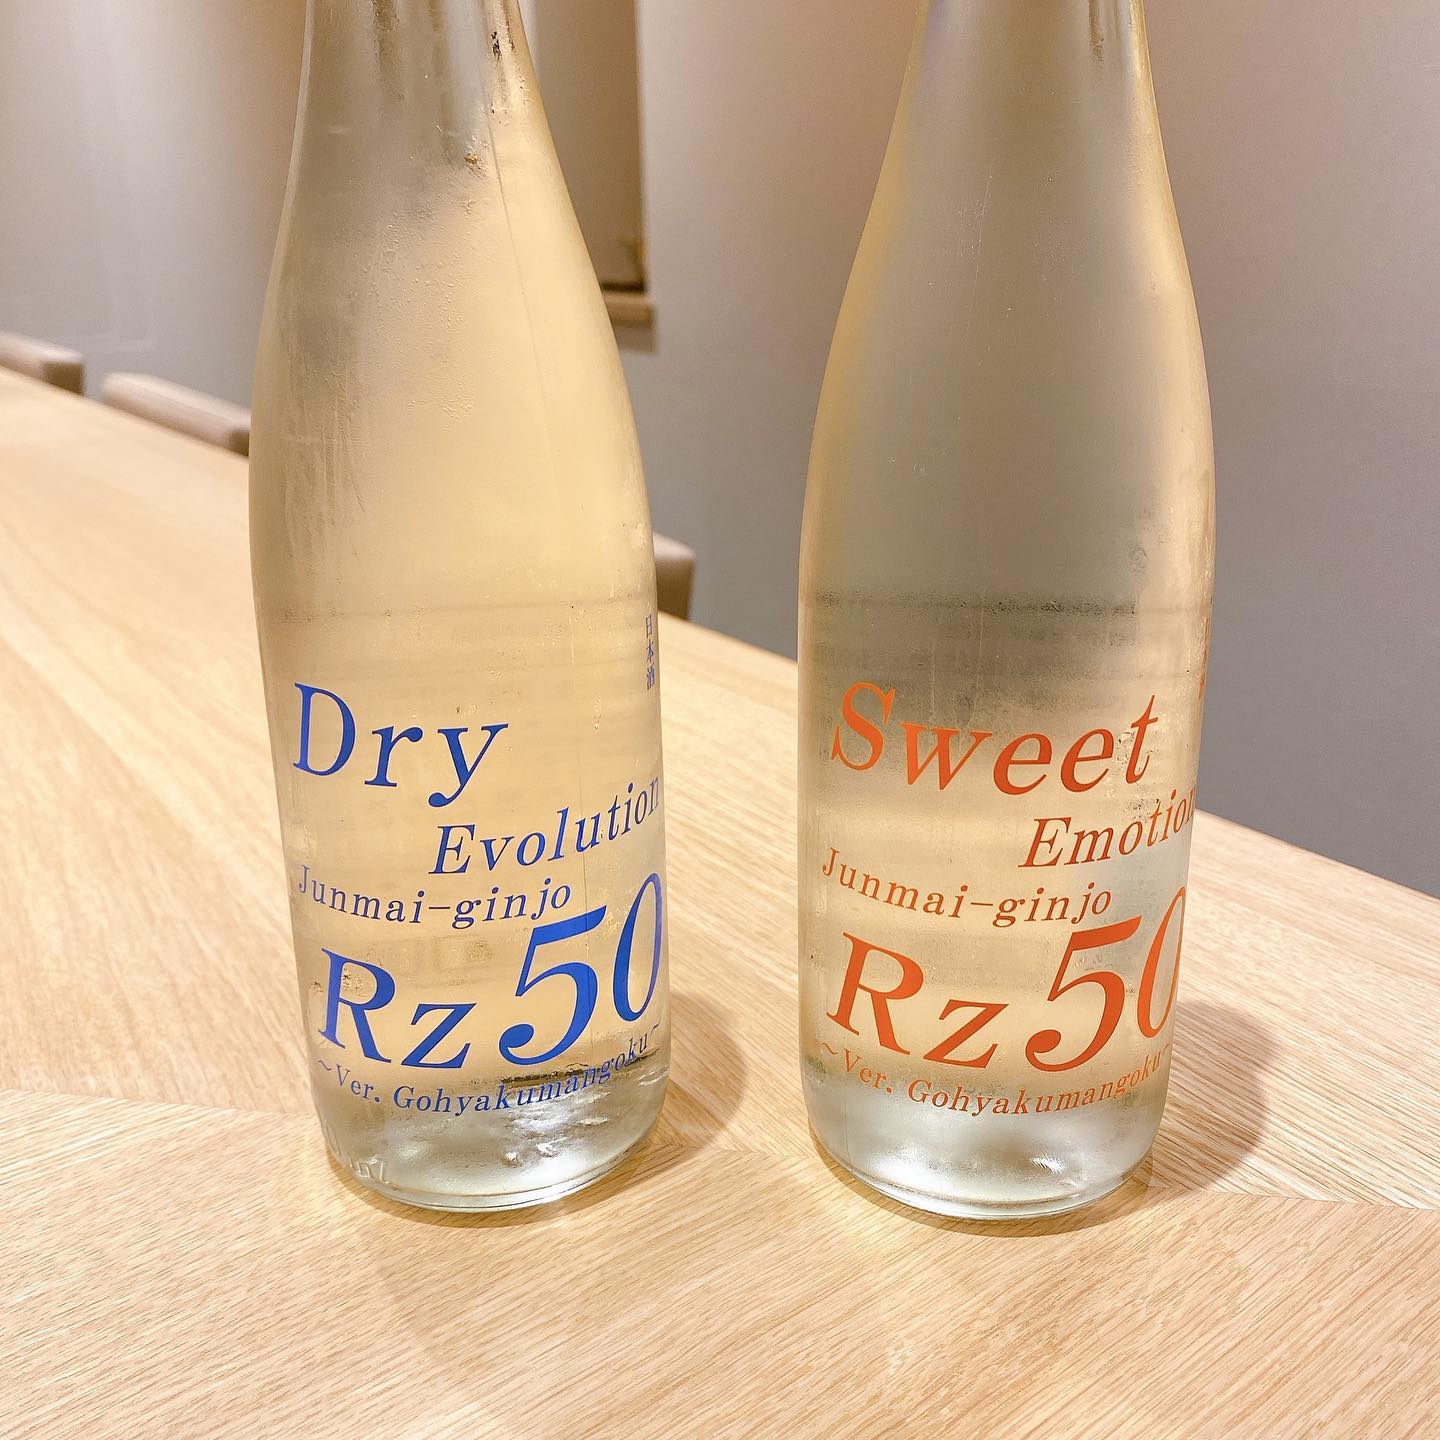 日本酒
Dry
Evolution
Junmai-ginjo
Rz50
~Ver. Gohyakumangoku~
Sweet
Emotion
Junmai-ginjo
Rz50
~Ver. Gohyakumangoku